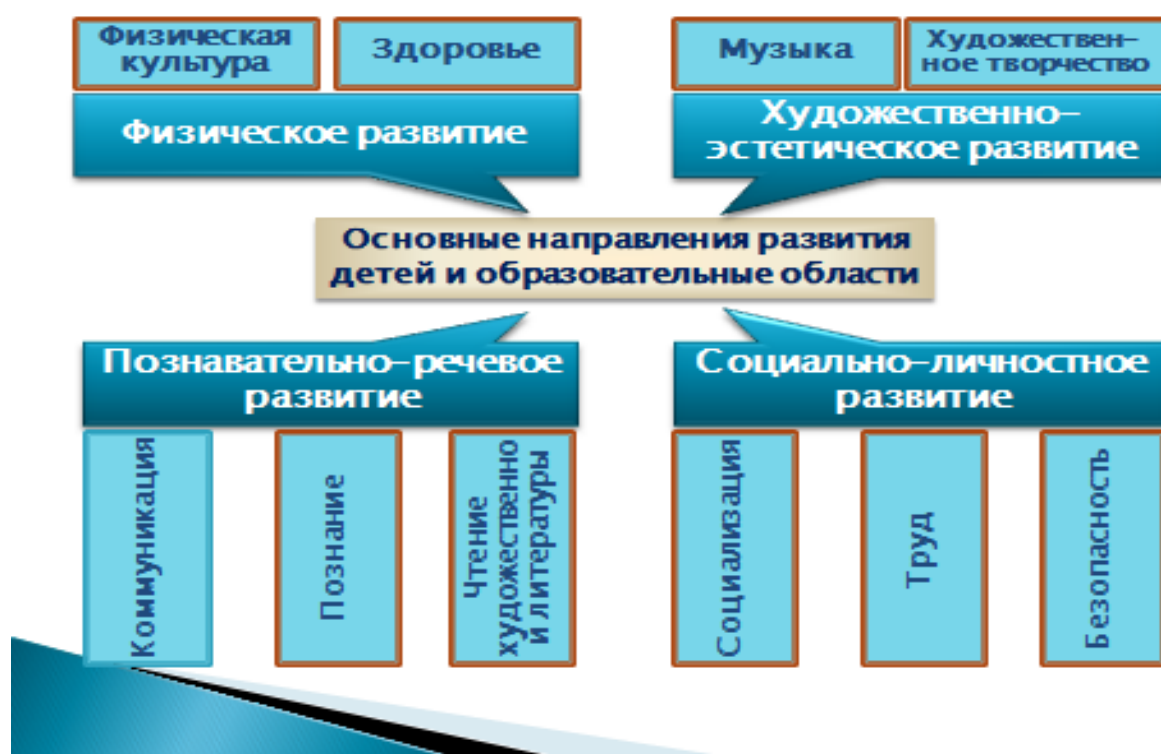 Физическая
культура
Здоровье
Музыка
Художествен-
ное творчество
Физическое развитие
Художественно-
эстетическое развитие
Основные направления развития
детей и образовательные области
Познавательно-речевое
развитие
Социально-личностное
развитие
Коммуникация
Познание
Чтение
художественно
и литературы
Социализация
Труд
Безопасность